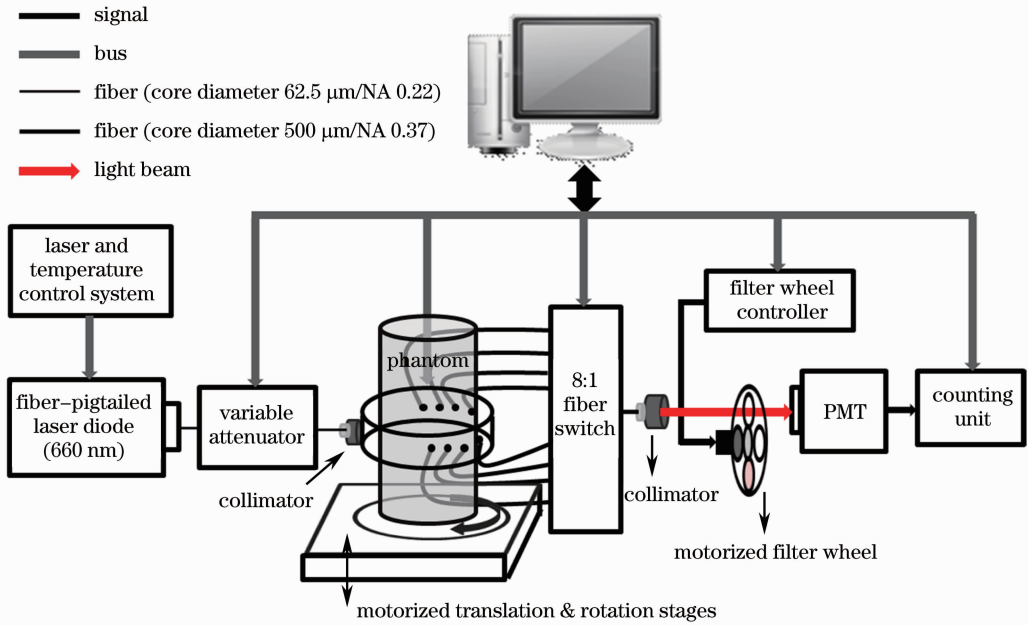 signal
bus
fiber (core diameter 62.5 μm/NA 0.22)
fiber (core diameter 500 μm/NA 0.37)
light beam
laser and
temperature
control system
filter wheel
controller
phantom
fiber-pigtailed
laser diode
(660 nm)
variable
attenuator
8:1
fiber
switch
PMT
counting
unit
collimator
collimator
motorized filter wheel
motorized translation & rotation stages